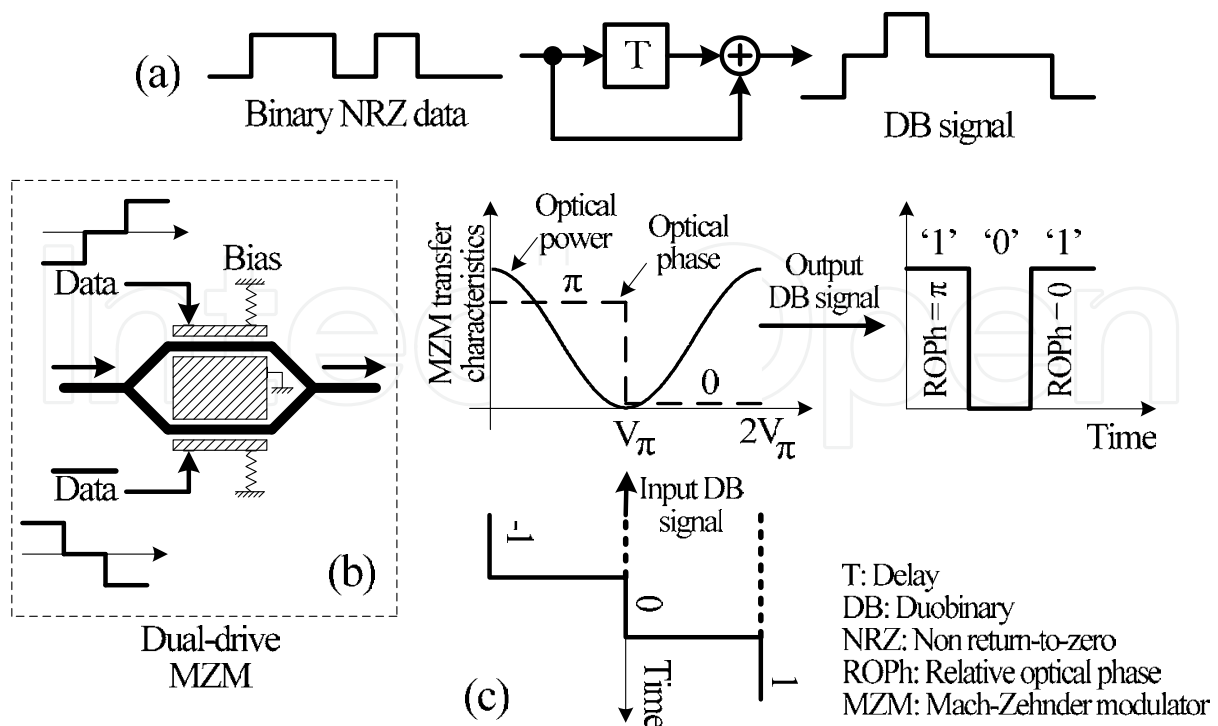 (a)
Binary NRZ data
T
DB signal
Data
Bias
Data
(b)
Dual-drive
MZM
MZM transfer
characteristics
Optical
power
Optical
phase
π
0
Vπ
2Vπ
Output
DB signal
'1' '0' '1'
ROPh = π
ROPh – 0
Time
Input DB
signal
-1
0
1
Time
(c)
T: Delay
DB: Duobinary
NRZ: Non return-to-zero
ROPh: Relative optical phase
MZM: Mach-Zehnder modulator
IntechOpen